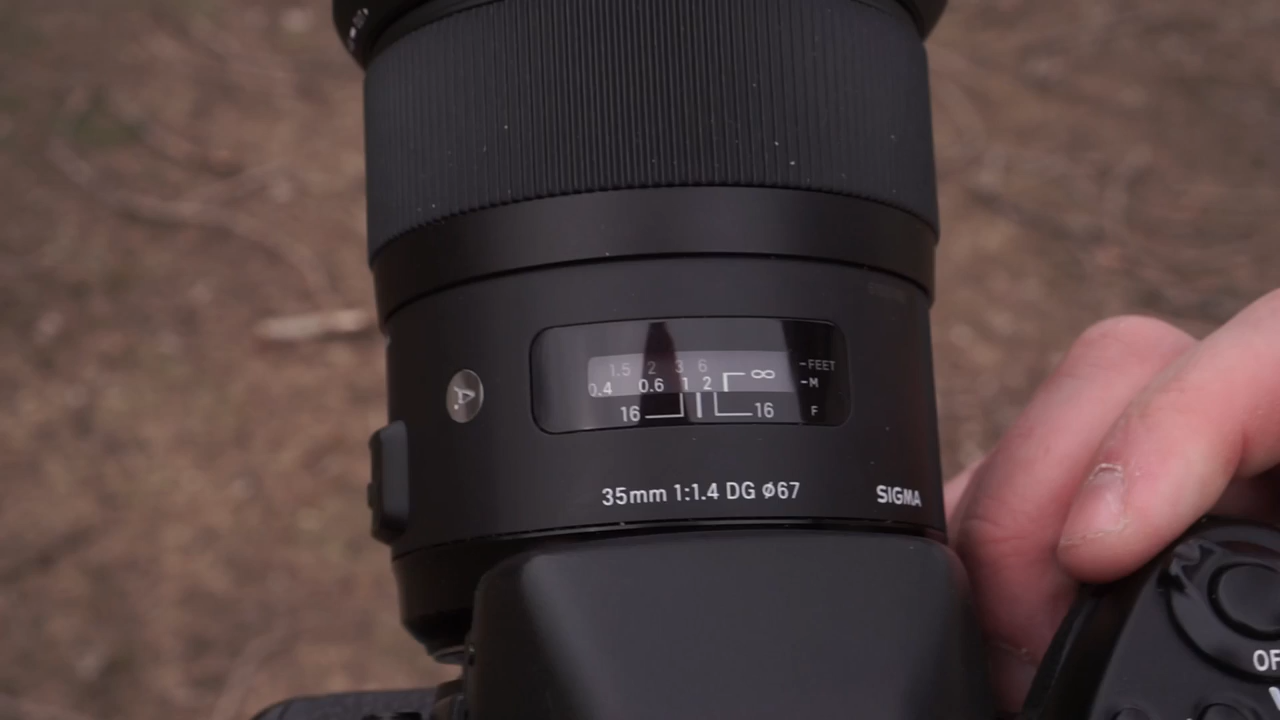 1.5 2 3 6 -FEET
0.4 0.6 1 2 ∞ -M
16 16 F
A
35mm 1:1.4 DG ⌀67
SIGMA
OF